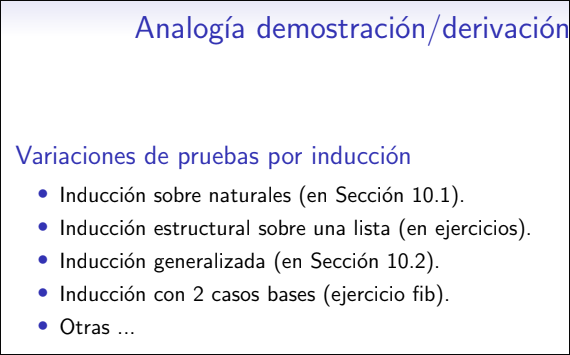 Analogía demostración/derivación
Variaciones de pruebas por inducción
• Inducción sobre naturales (en Sección 10.1).
• Inducción estructural sobre una lista (en ejercicios).
• Inducción generalizada (en Sección 10.2).
• Inducción con 2 casos bases (ejercicio fib).
• Otras ...